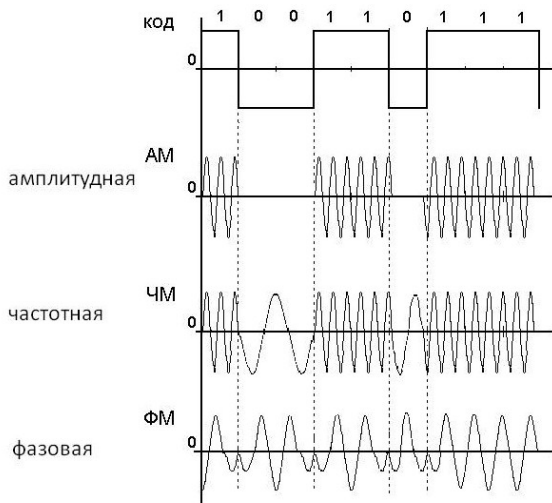 код 1 0 0 1 1 0 1 1 1
0
АМ
амплитудная 0
ЧМ
частотная 0
ФМ
фазовая 0